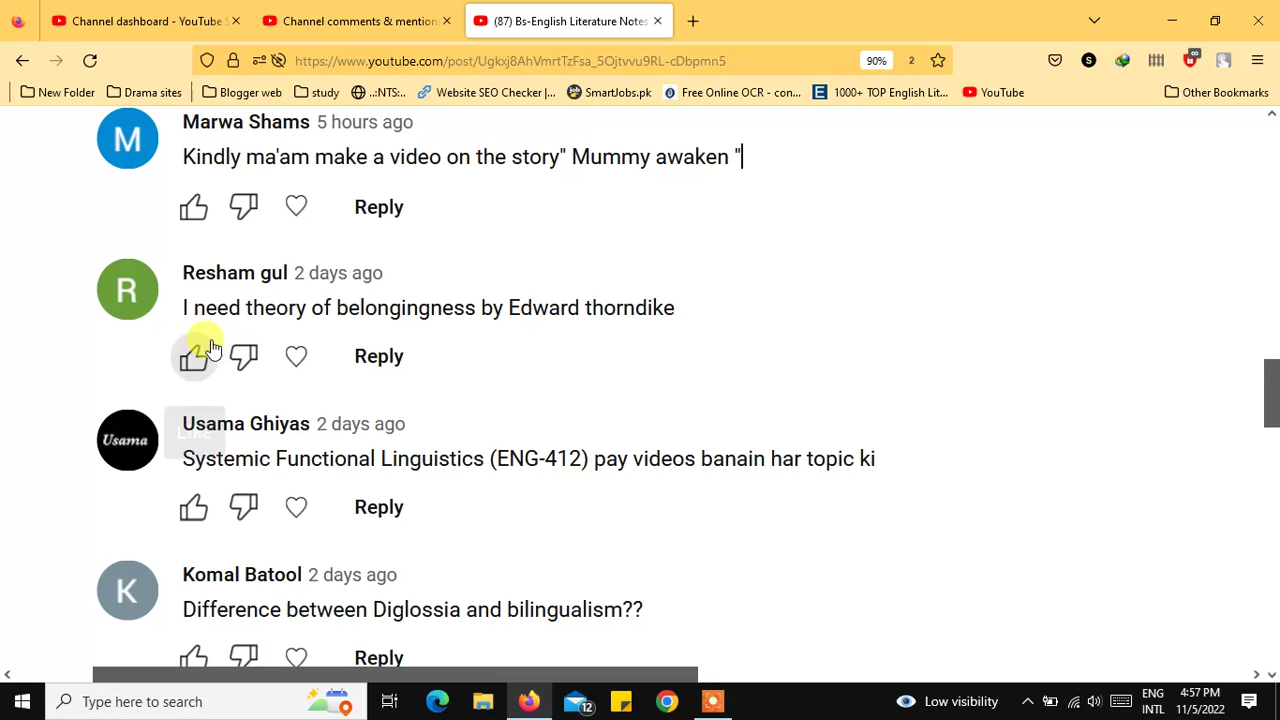 Channel dashboard - YouTube S
Channel comments & mention
(87) Bs-English Literature Notes
https://www.youtube.com/post/Ugkxj8AhVmrtTzFsa_5Ojtvvu9RL-cDbpmn5
90%
2
New Folder
Drama sites
Blogger web
study
..:NTS:..
Website SEO Checker |...
SmartJobs.pk
Free Online OCR - con...
1000+ TOP English Lit...
YouTube
Other Bookmarks
M
Marwa Shams 5 hours ago
Kindly ma'am make a video on the story" Mummy awaken "
Reply
R
Resham gul 2 days ago
I need theory of belongingness by Edward thorndike
Reply
Like
Usama
Usama Ghiyas 2 days ago
Systemic Functional Linguistics (ENG-412) pay videos banain har topic ki
Reply
K
Komal Batool 2 days ago
Difference between Diglossia and bilingualism??
Reply
Type here to search
12
Low visibility
ENG
INTL
4:57 PM
11/5/2022